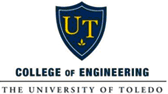 UT
COLLEGE OF ENGINEERING
THE UNIVERSITY OF TOLEDO